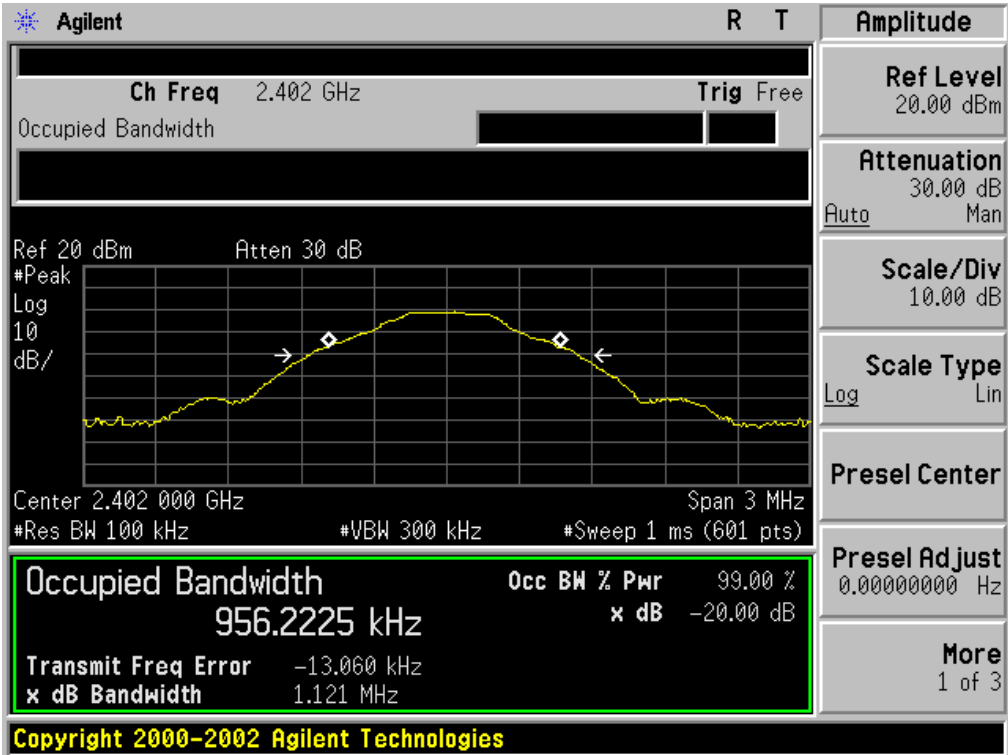 Agilent R T
Ch Freq 2.402 GHz Trig Free
Occupied Bandwidth
Ref 20 dBm Atten 30 dB
#Peak
Log
10
dB/
Center 2.402 000 GHz Span 3 MHz
#Res BW 100 kHz #VBW 300 kHz #Sweep 1 ms (601 pts)
Occupied Bandwidth Occ BW % Pwr 99.00 %
956.2225 kHz x dB -20.00 dB
Transmit Freq Error -13.060 kHz
x dB Bandwidth 1.121 MHz
Copyright 2000-2002 Agilent Technologies
Amplitude
Ref Level
20.00 dBm
Attenuation
30.00 dB
Auto Man
Scale/Div
10.00 dB
Scale Type
Log Lin
Presel Center
Presel Adjust
0.00000000 Hz
More
1 of 3